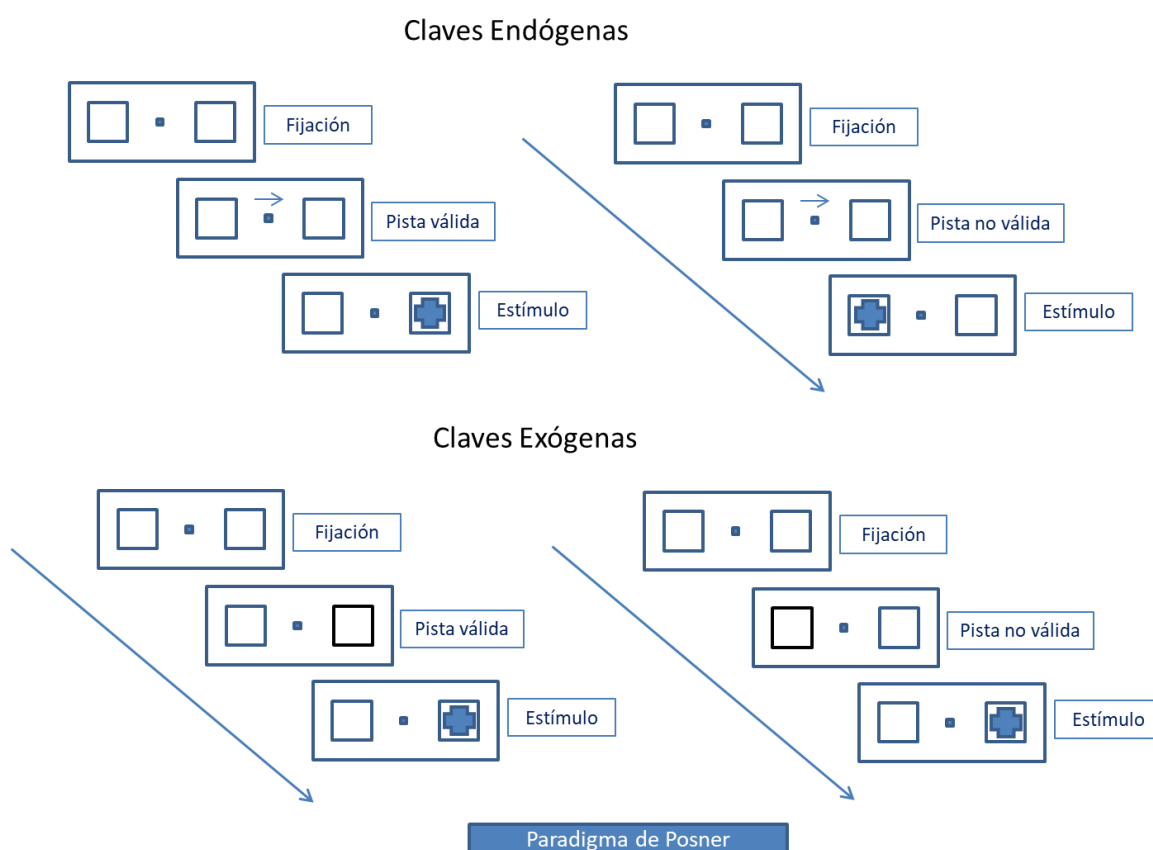 Claves Endógenas
Fijación
Pista válida
Estímulo
Fijación
Pista no válida
Estímulo
Claves Exógenas
Fijación
Pista válida
Estímulo
Fijación
Pista no válida
Estímulo
Paradigma de Posner